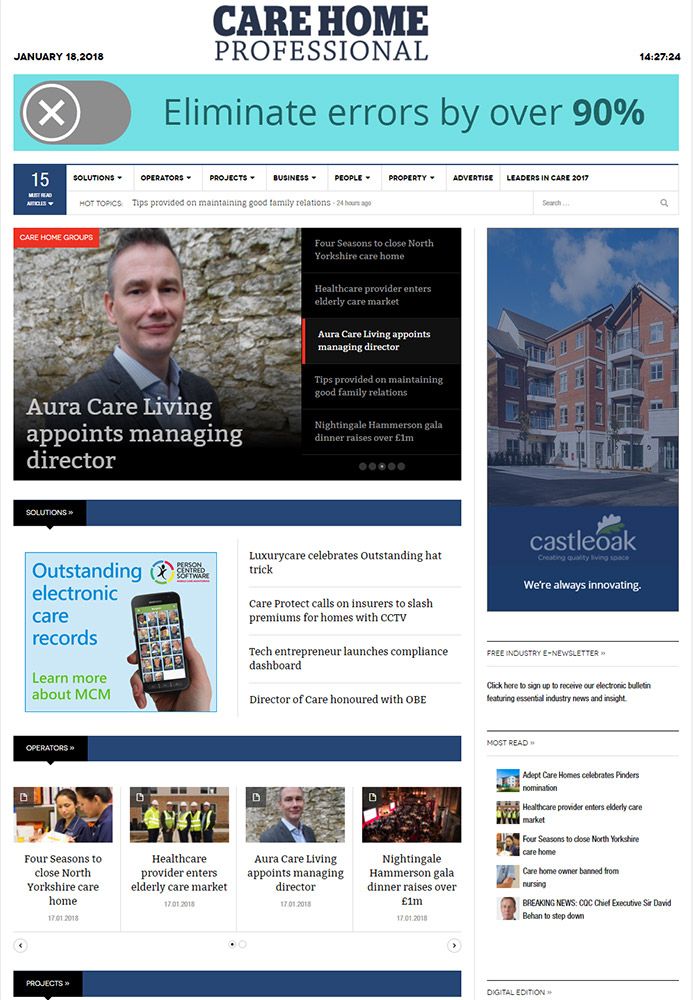 CARE HOME
PROFESSIONAL
JANUARY 18,2018
14:27:24
Eliminate errors by over 90%
15
MUST READ
ARTICLES
SOLUTIONS
OPERATORS
PROJECTS
BUSINESS
PEOPLE
PROPERTY
ADVERTISE
LEADERS IN CARE 2017
HOT TOPICS:
Tips provided on maintaining good family relations - 24 hours ago
Search ...
CARE HOME GROUPS
Aura Care Living
appoints managing
director
Four Seasons to close North
Yorkshire care home
Healthcare provider enters
elderly care market
Aura Care Living appoints
managing director
Tips provided on maintaining
good family relations
Nightingale Hammerson gala
dinner raises over £1m
castleoak
Creating quality living space
We're always innovating.
SOLUTIONS »
Outstanding
electronic
care
records
Learn more
about MCM
PERSON
CENTRED
SOFTWARE
Luxurycare celebrates Outstanding hat
trick
Care Protect calls on insurers to slash
premiums for homes with CCTV
Tech entrepreneur launches compliance
dashboard
Director of Care honoured with OBE
FREE INDUSTRY E-NEWSLETTER »
Click here to sign up to receive our electronic bulletin
featuring essential industry news and insight.
OPERATORS »
Four Seasons to
close North
Yorkshire care
home
17.01.2018
Healthcare
provider enters
elderly care market
17.01.2018
Aura Care Living
appoints managing
director
17.01.2018
Nightingale
Hammerson gala
dinner raises over
£1m
17.01.2018
MOST READ »
Adept Care Homes celebrates Pinders
nomination
Healthcare provider enters elderly care
market
Four Seasons to close North Yorkshire
care home
Care home owner banned from
nursing
BREAKING NEWS: CQC Chief Executive Sir David
Behan to step down
PROJECTS »
DIGITAL EDITION »